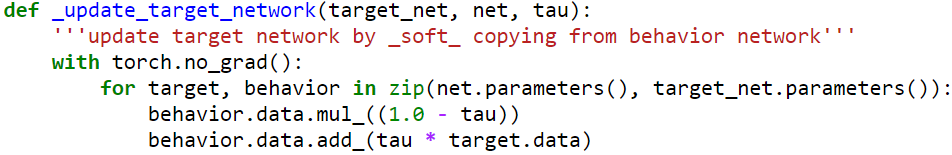 def _update_target_network(target_net, net, tau):
    '''update target network by _soft_ copying from behavior network'''
    with torch.no_grad():
        for target, behavior in zip(net.parameters(), target_net.parameters()):
            behavior.data.mul_((1.0 - tau))
            behavior.data.add_(tau * target.data)